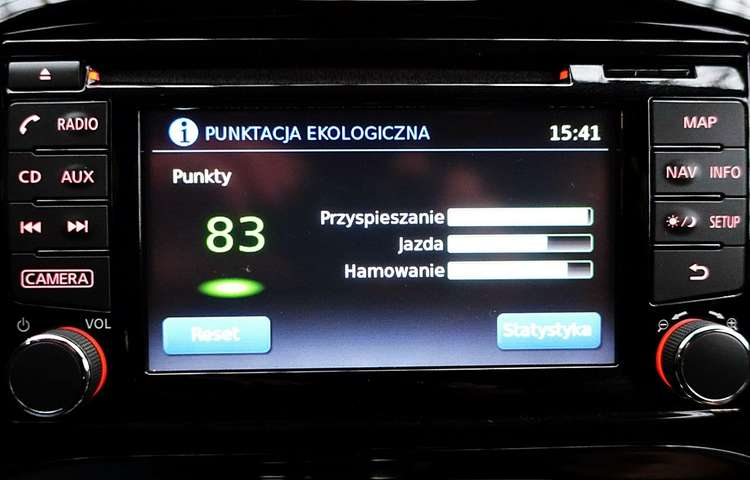 RADIO
CD AUX
CAMERA
VOL
PUNKTACJA EKOLOGICZNA 15:41
Punkty
83
Przyspieszanie
Jazda
Hamowanie
Reset
Statystyka
MAP
NAV INFO
SETUP